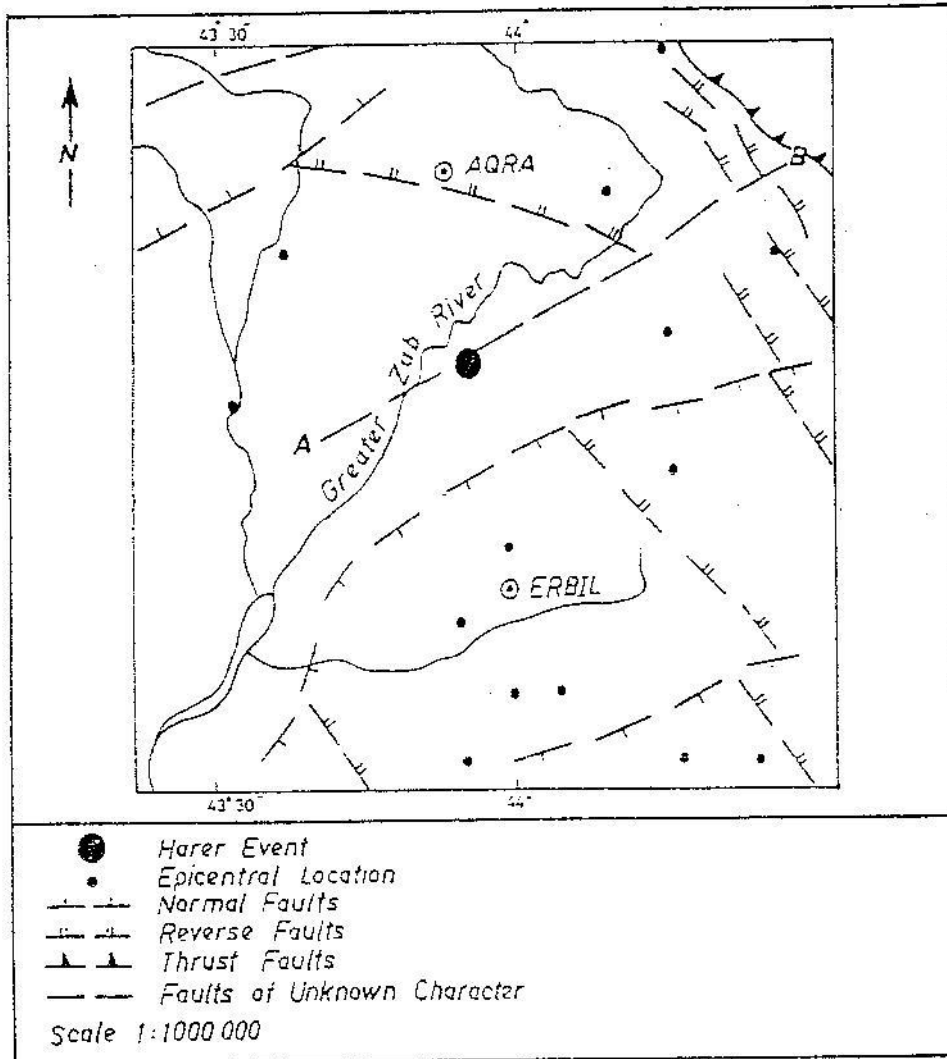 43° 30'
44°
N
AQRA
B
Greater Zab River
A
ERBIL
43° 30'
44°
Harer Event
Epicentral Location
Normal Faults
Reverse Faults
Thrust Faults
Faults of Unknown Character
Scale 1:1000 000